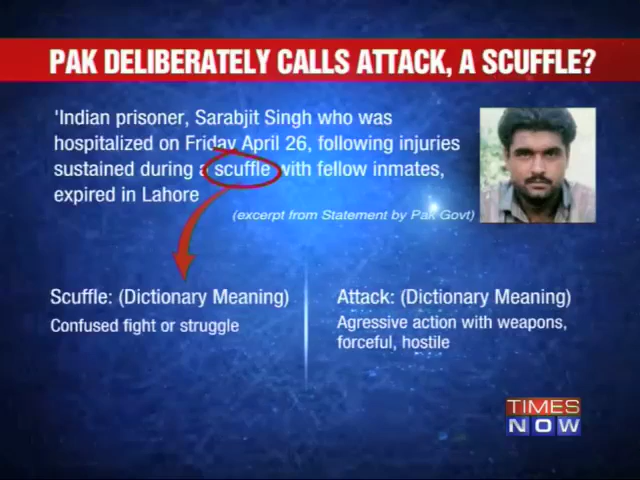 PAK DELIBERATELY CALLS ATTACK, A SCUFFLE?
'Indian prisoner, Sarabjit Singh who was
hospitalized on Friday April 26, following injuries
sustained during a scuffle with fellow inmates,
expired in Lahore
(excerpt from Statement by Pak Govt)
Scuffle: (Dictionary Meaning)
Confused fight or struggle
Attack: (Dictionary Meaning)
Agressive action with weapons,
forceful, hostile
TIMES
NOW